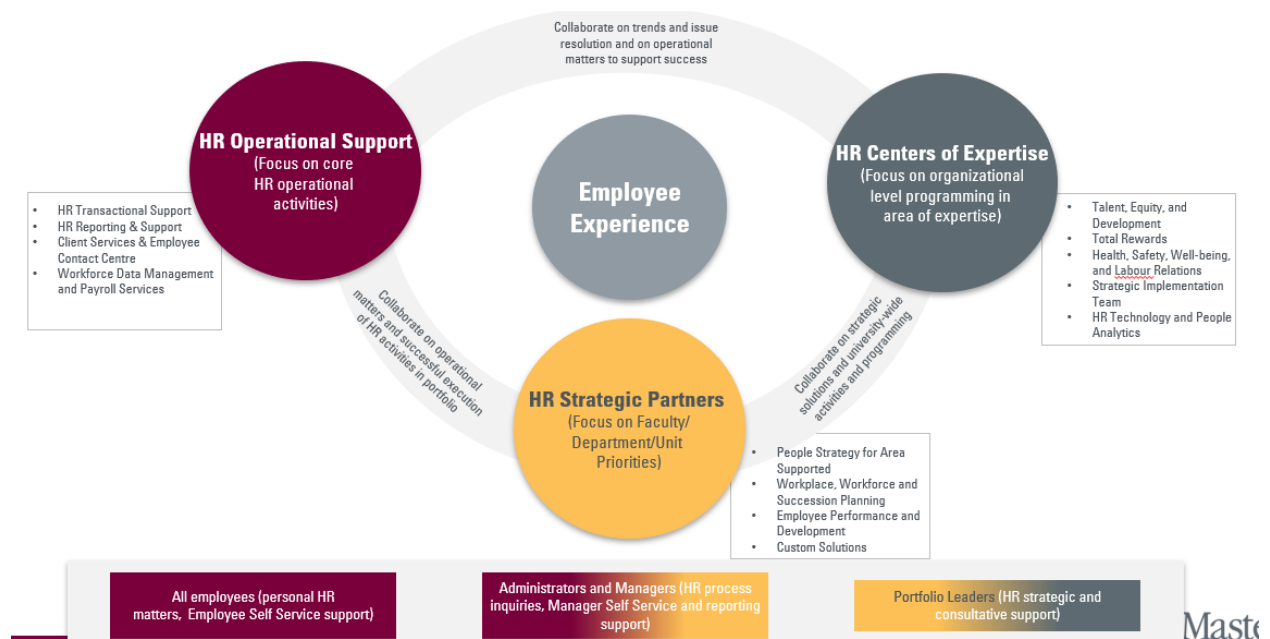 Collaborate on trends and issue
resolution and on operational
matters to support success
HR Operational Support
(Focus on core
HR operational
activities)
HR Centers of Expertise
(Focus on organizational
level programming in
area of expertise)
Employee
Experience
• HR Transactional Support
• HR Reporting & Support
• Client Services & Employee
Contact Centre
• Workforce Data Management
and Payroll Services
• Talent, Equity, and
Development
• Total Rewards
• Health, Safety, Well-being,
and Labour Relations
• Strategic Implementation
Team
• HR Technology and People
Analytics
Collaborate on operational
matters and successful execution
of HR activities in portfolio
Collaborate on strategic
solutions and university-wide
activities and programming
HR Strategic Partners
(Focus on Faculty/
Department/Unit
Priorities)
• People Strategy for Area
Supported
• Workplace, Workforce and
Succession Planning
• Employee Performance and
Development
• Custom Solutions
All employees (personal HR
matters, Employee Self Service support)
Administrators and Managers (HR process
inquiries, Manager Self Service and reporting
support)
Portfolio Leaders (HR strategic and
consultative support)